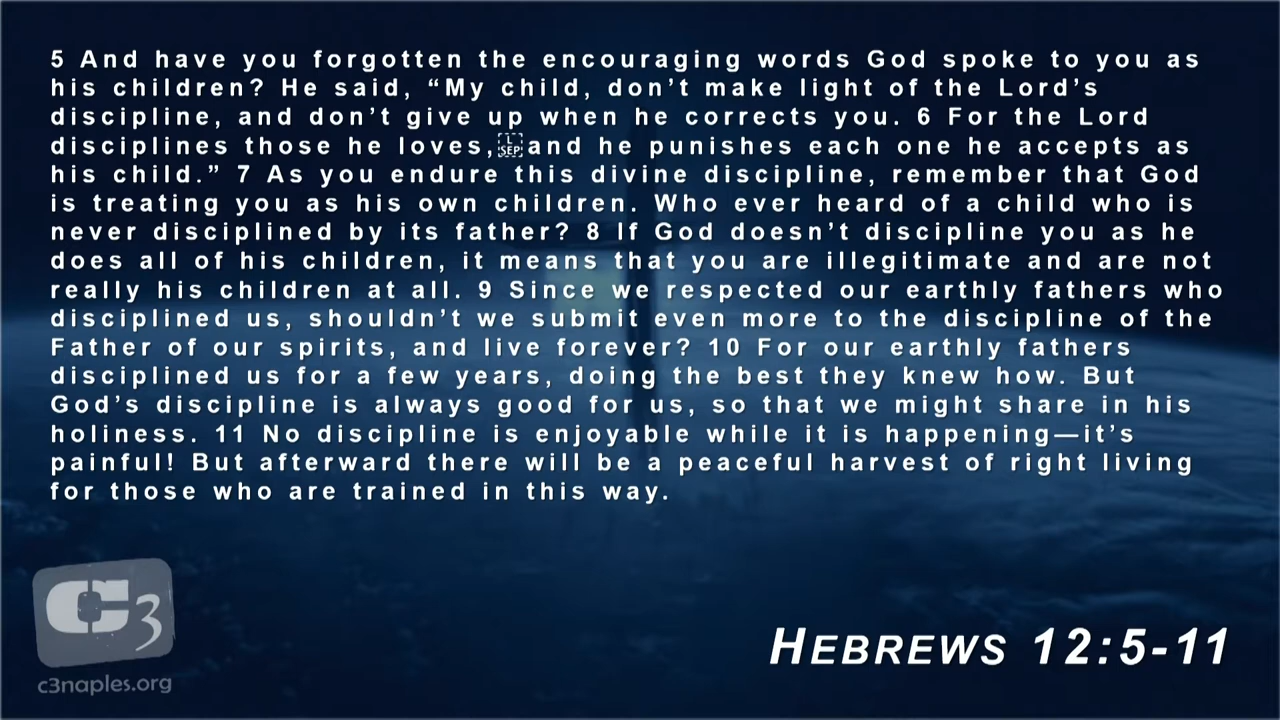 5 And have you forgotten the encouraging words God spoke to you as
his children? He said, “My child, don’t make light of the Lord’s
discipline, and don’t give up when he corrects you. 6 For the Lord
disciplines those he loves, L SEP and he punishes each one he accepts as
his child.” 7 As you endure this divine discipline, remember that God
is treating you as his own children. Who ever heard of a child who is
never disciplined by its father? 8 If God doesn’t discipline you as he
does all of his children, it means that you are illegitimate and are not
really his children at all. 9 Since we respected our earthly fathers who
disciplined us, shouldn’t we submit even more to the discipline of the
Father of our spirits, and live forever? 10 For our earthly fathers
disciplined us for a few years, doing the best they knew how. But
God’s discipline is always good for us, so that we might share in his
holiness. 11 No discipline is enjoyable while it is happening—it’s
painful! But afterward there will be a peaceful harvest of right living
for those who are trained in this way.
C3
c3naples.org
HEBREWS 12:5-11